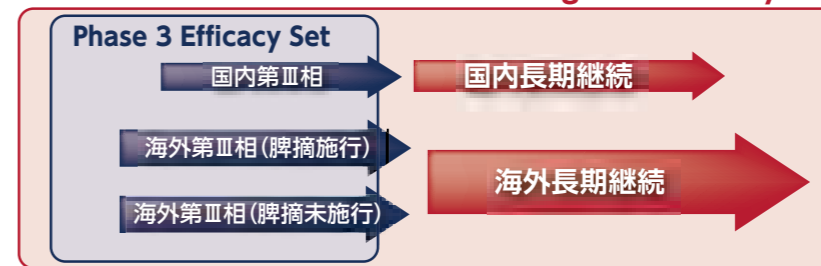 Phase 3 Efficacy Set
国内第Ⅲ相
国内長期継続
海外第Ⅲ相(脾摘施行)
海外長期継続
海外第Ⅲ相(脾摘未施行)